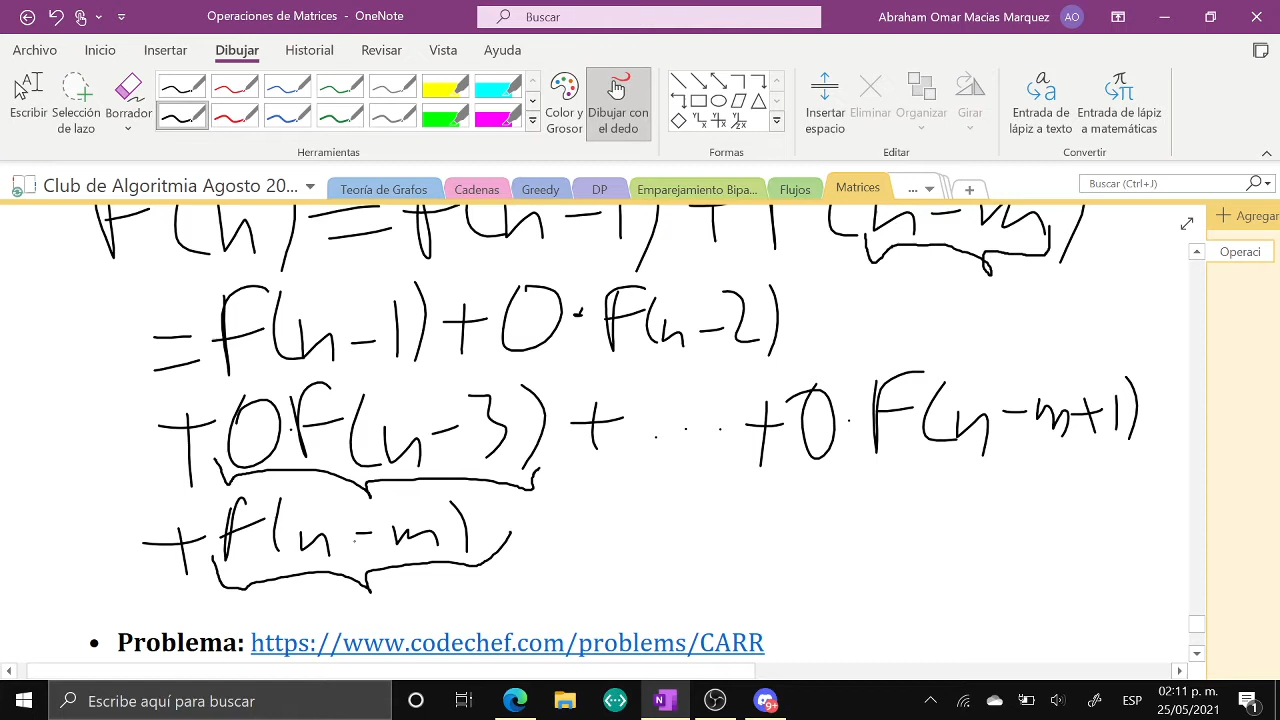 Operaciones de Matrices - OneNote
Buscar
Abraham Omar Macias Marquez
AO
Archivo
Inicio
Insertar
Dibujar
Historial
Revisar
Vista
Ayuda
Escribir
Selección de lazo
Borrador
Color y Grosor
Dibujar con el dedo
Insertar espacio
Eliminar
Organizar
Girar
Entrada de lápiz a texto
Entrada de lápiz a matemáticas
Herramientas
Formas
Editar
Convertir
Club de Algoritmia Agosto 20...
Teoría de Grafos
Cadenas
Greedy
DP
Emparejamiento Bipa...
Flujos
Matrices
...
Buscar (Ctrl+J)
Agregar
Operaci
F(n) = F(n-1) + F(n-m)
= F(n-1) + 0·F(n-2)
+ 0·F(n-3) + ... + 0·F(n-m+1)
+ F(n-m)
• Problema: https://www.codechef.com/problems/CARR
Escribe aquí para buscar
9+
ESP
02:11 p. m.
25/05/2021
1